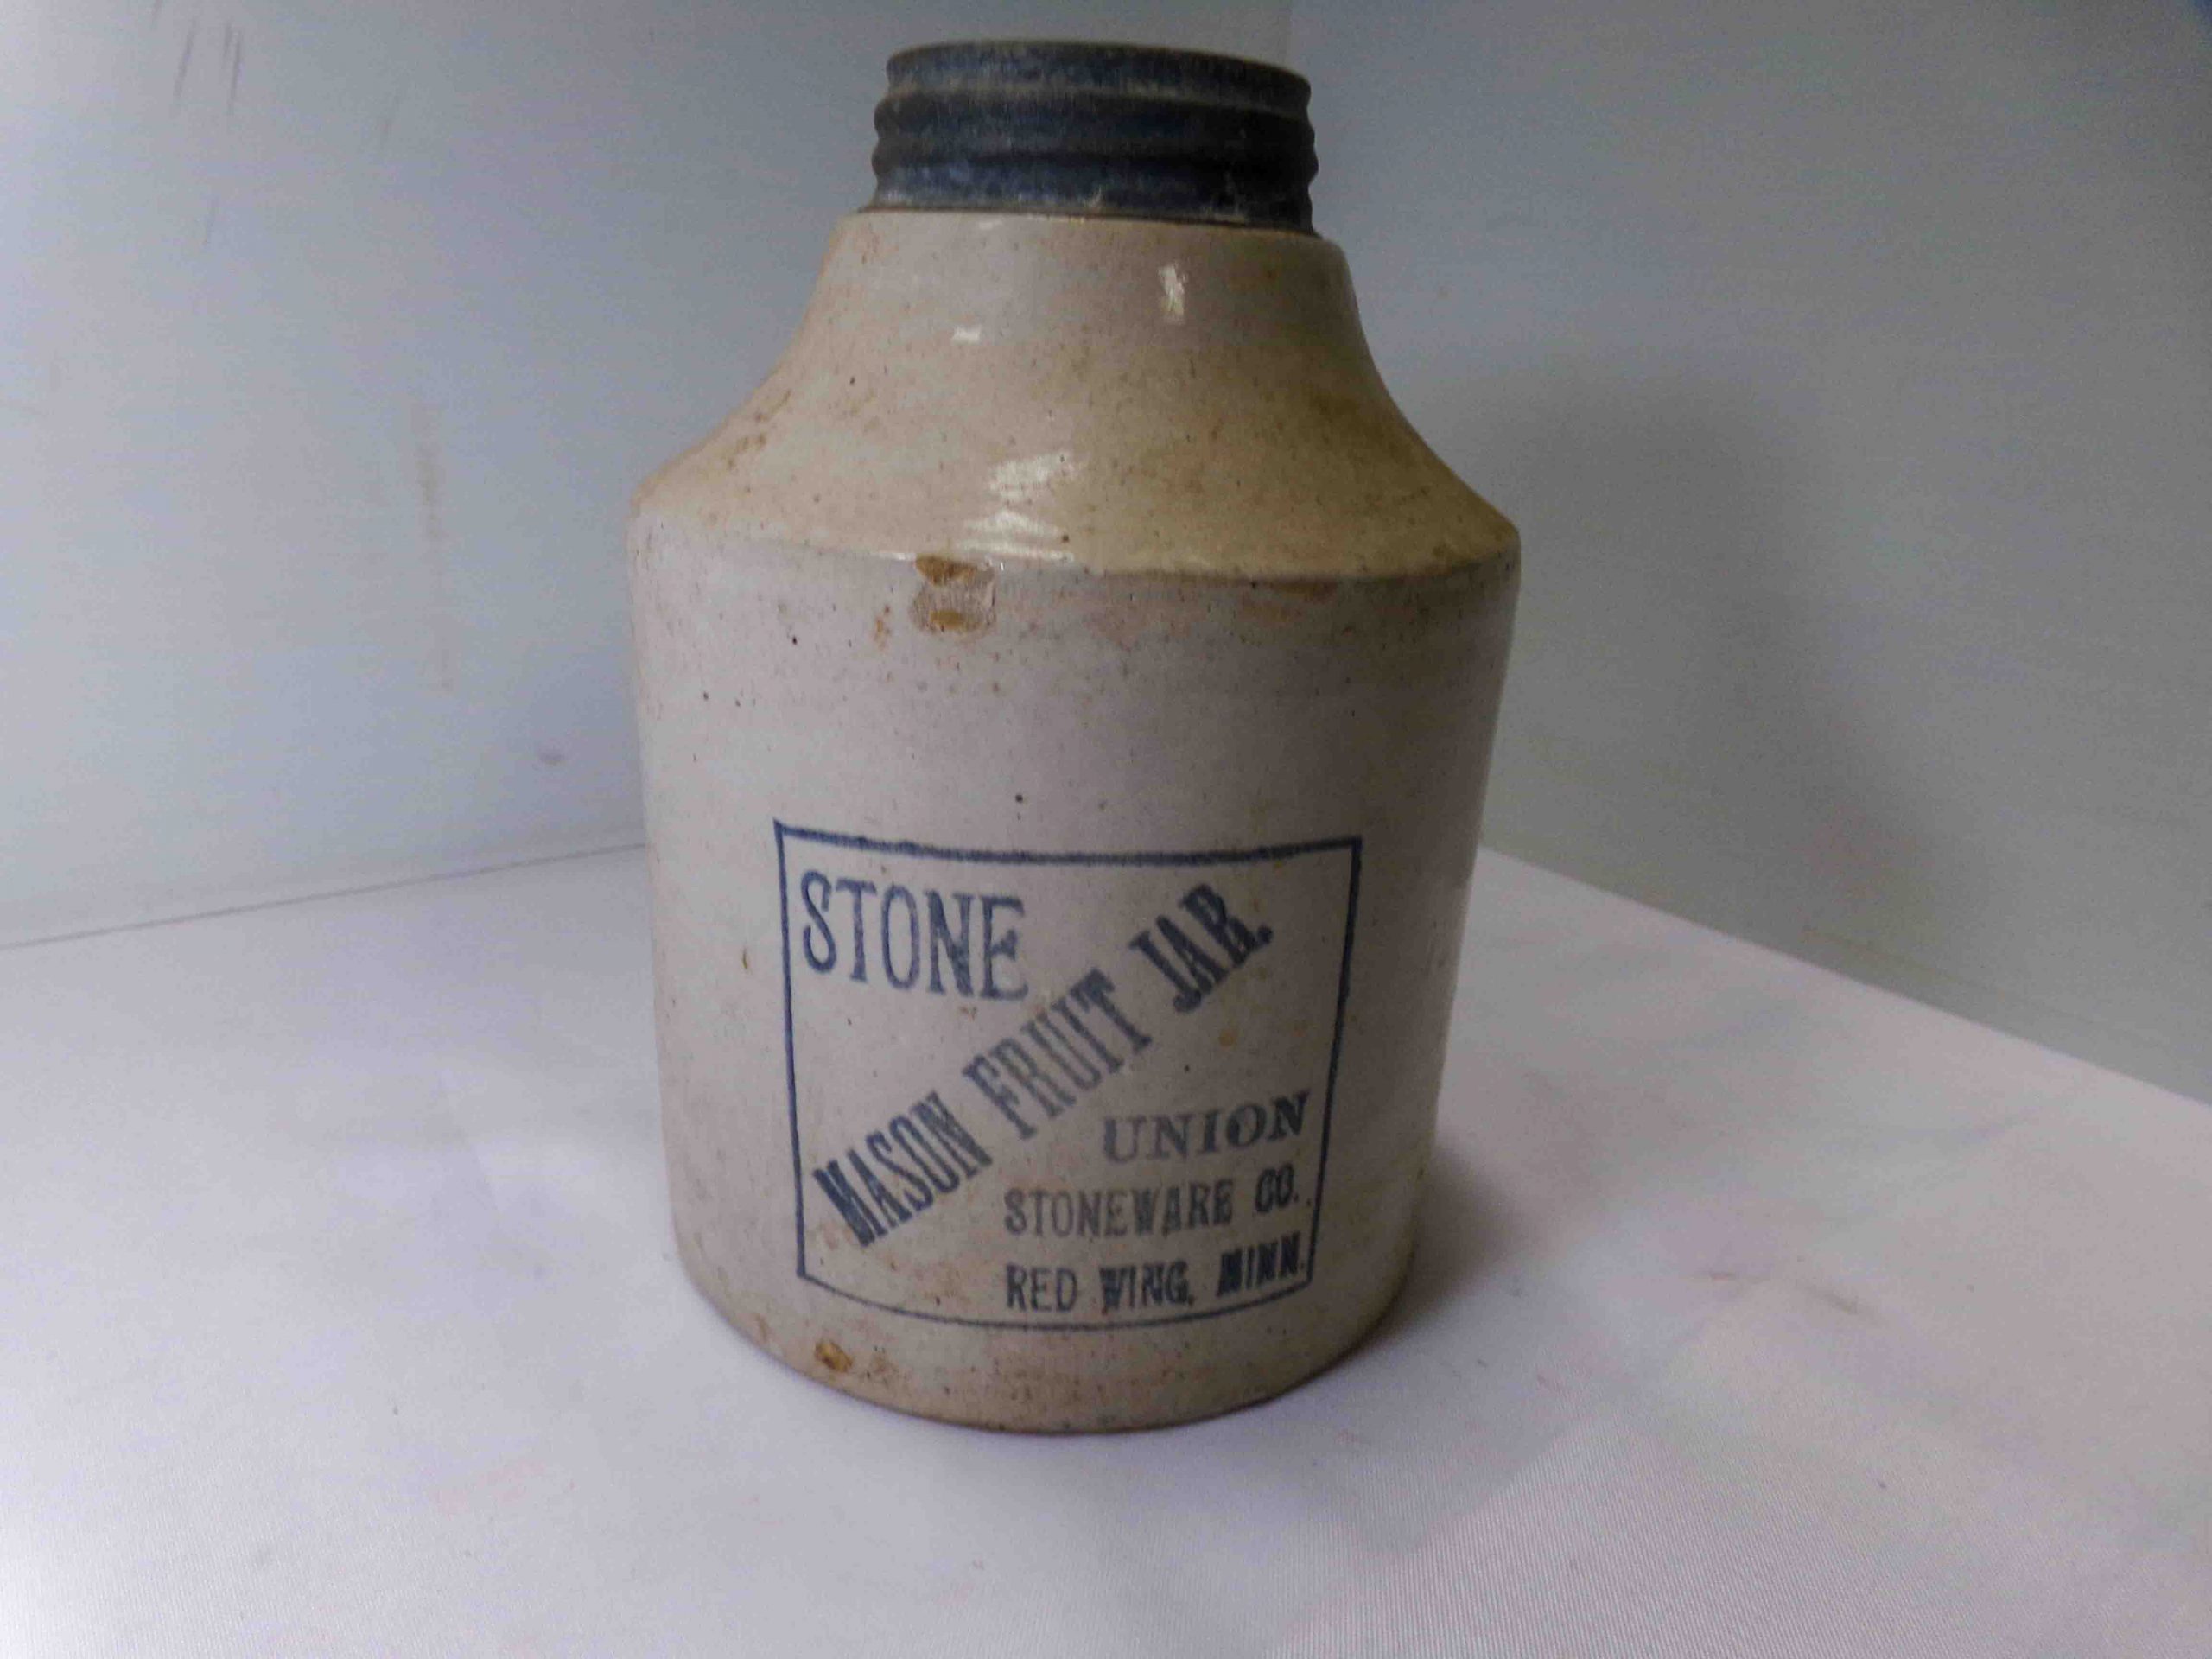 STONE
MASON FRUIT JAR.
UNION
STONEWARE CO.
RED WING, MINN.